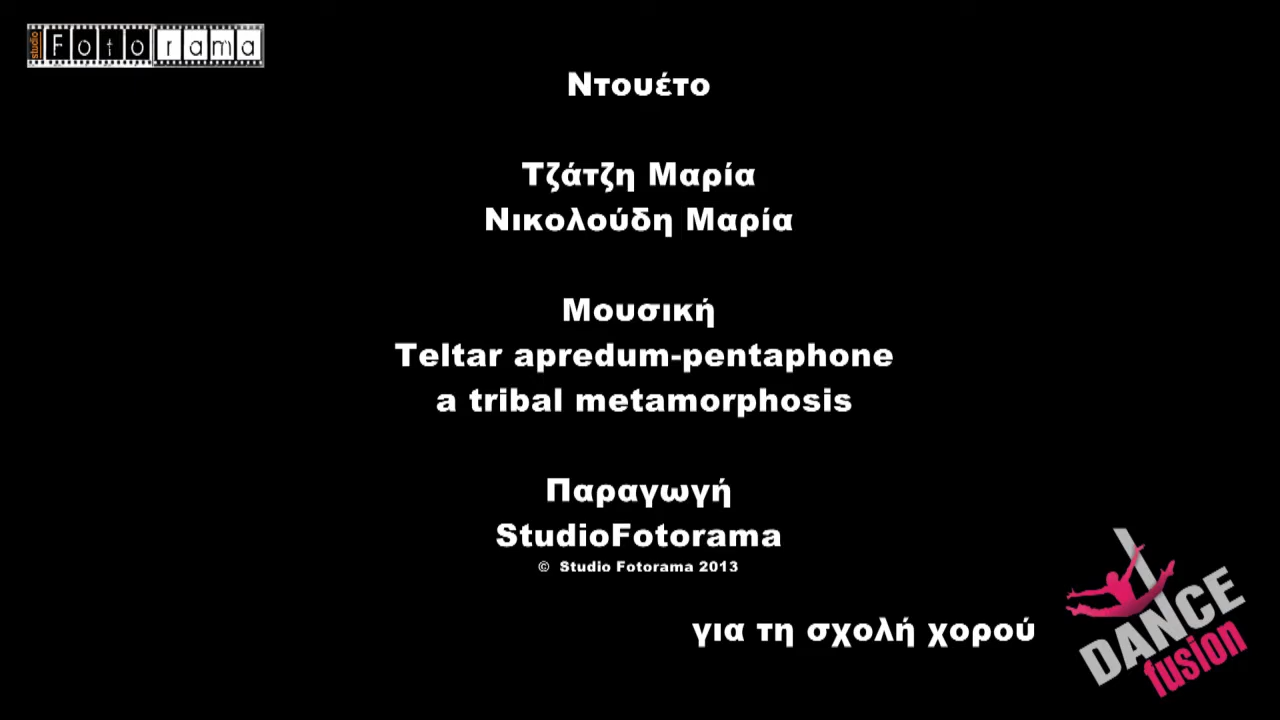 studio Fotorama
Ντουέτο
Τζάτζη Μαρία
Νικολούδη Μαρία
Μουσική
Teltar apredum-pentaphone
a tribal metamorphosis
Παραγωγή
StudioFotorama
© Studio Fotorama 2013
για τη σχολή χορού
I DANCE
fusion